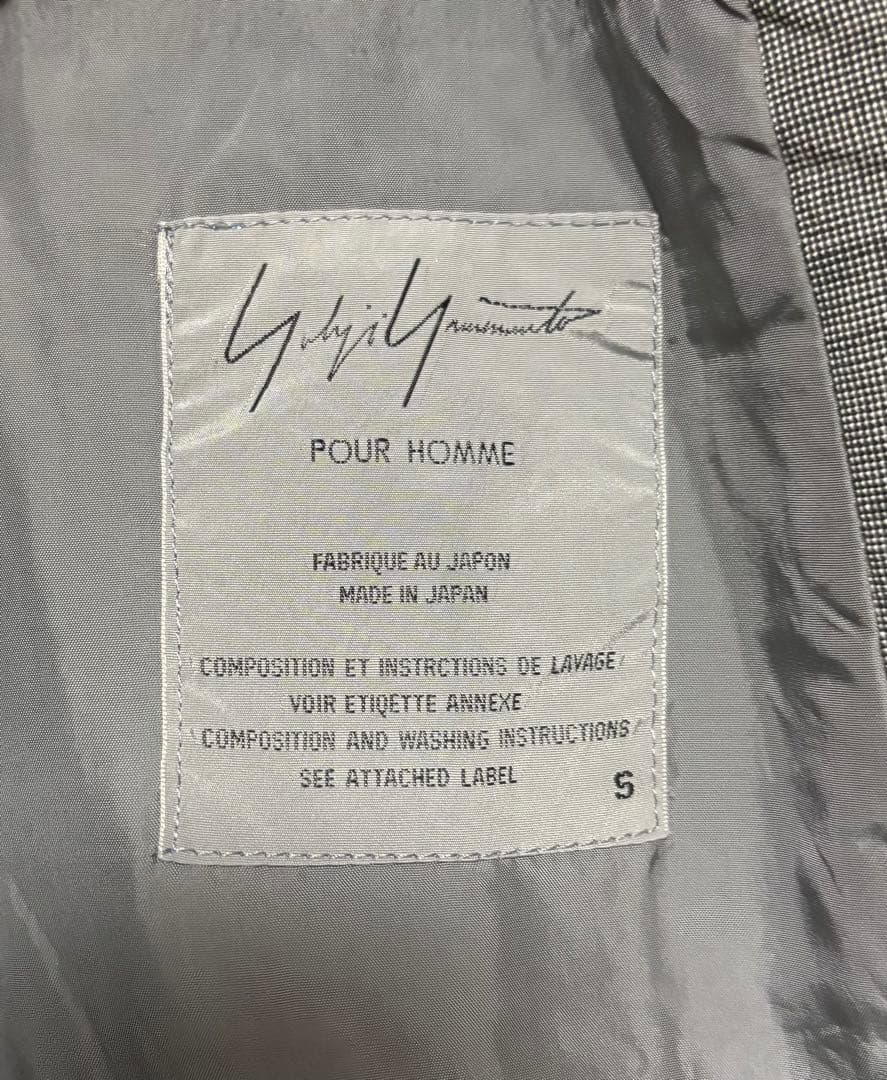 Yohji Yamamoto
POUR HOMME
FABRIQUE AU JAPON
MADE IN JAPAN
COMPOSITION ET INSTRCTIONS DE LAVAGE
VOIR ETIQETTE ANNEXE
COMPOSITION AND WASHING INSTRUCTIONS
SEE ATTACHED LABEL
S